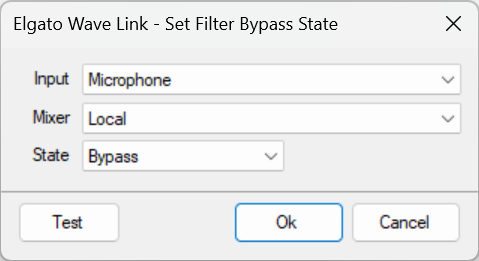 Elgato Wave Link - Set Filter Bypass State
Input Microphone
Mixer Local
State Bypass
Test Ok Cancel